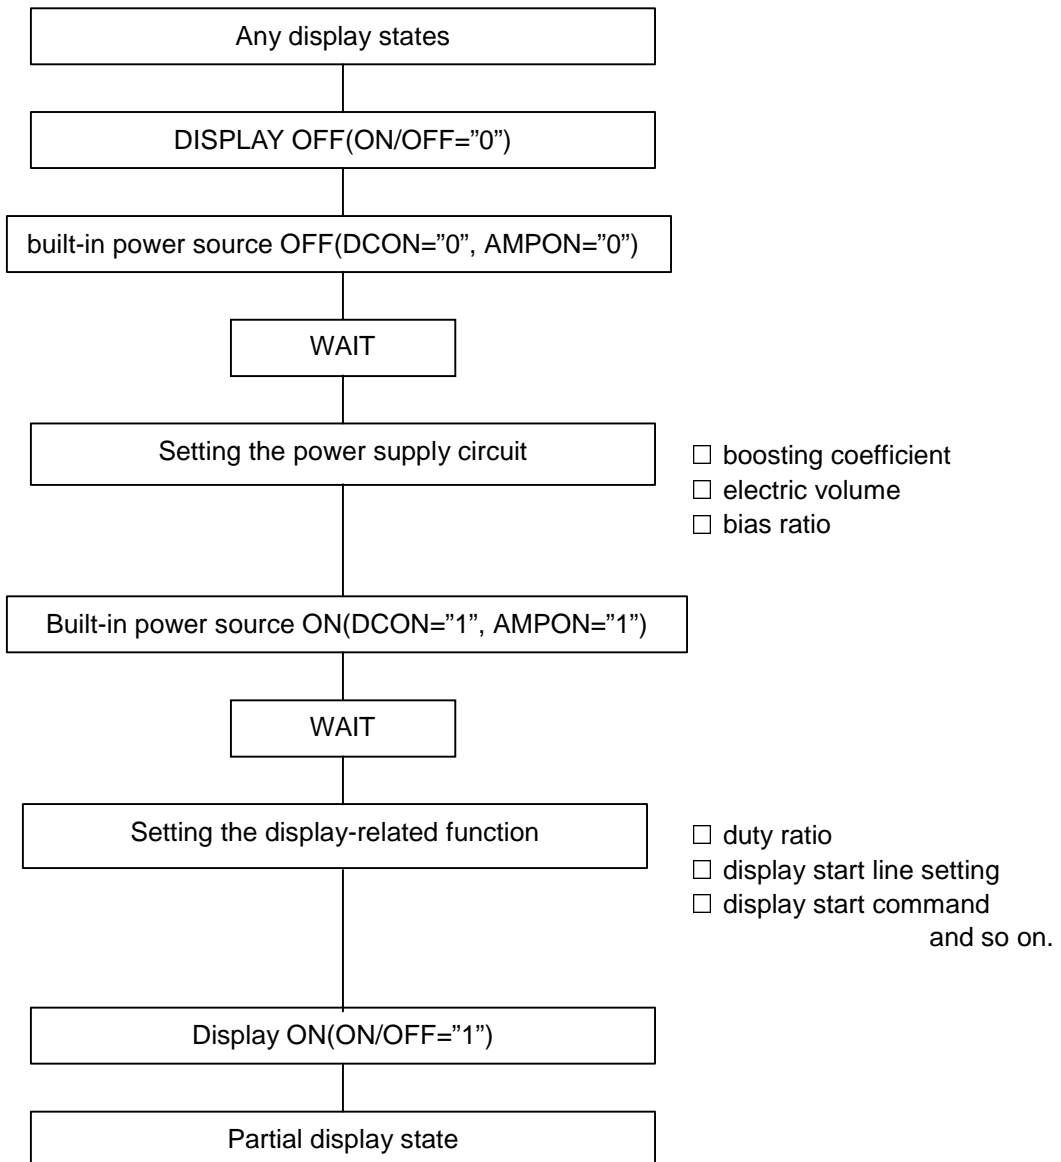 Any display states
DISPLAY OFF(ON/OFF=”0”)
built-in power source OFF(DCON=”0”, AMPON=”0”)
WAIT
Setting the power supply circuit
□ boosting coefficient
□ electric volume
□ bias ratio
Built-in power source ON(DCON=”1”, AMPON=”1”)
WAIT
Setting the display-related function
□ duty ratio
□ display start line setting
□ display start command
and so on.
Display ON(ON/OFF=”1”)
Partial display state